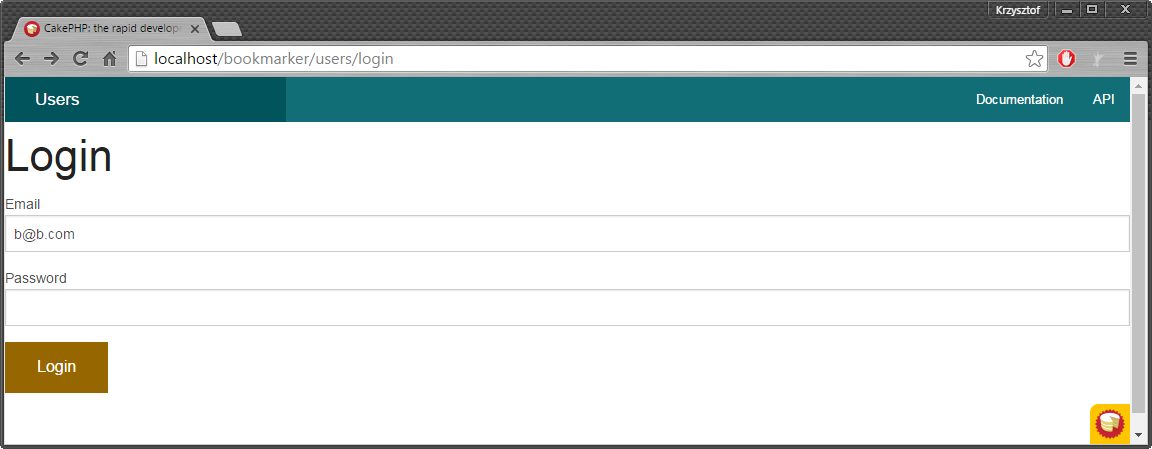 Krzysztof
CakePHP: the rapid develop
localhost/bookmarker/users/login
Users Documentation API
Login
Email
b@b.com
Password
Login